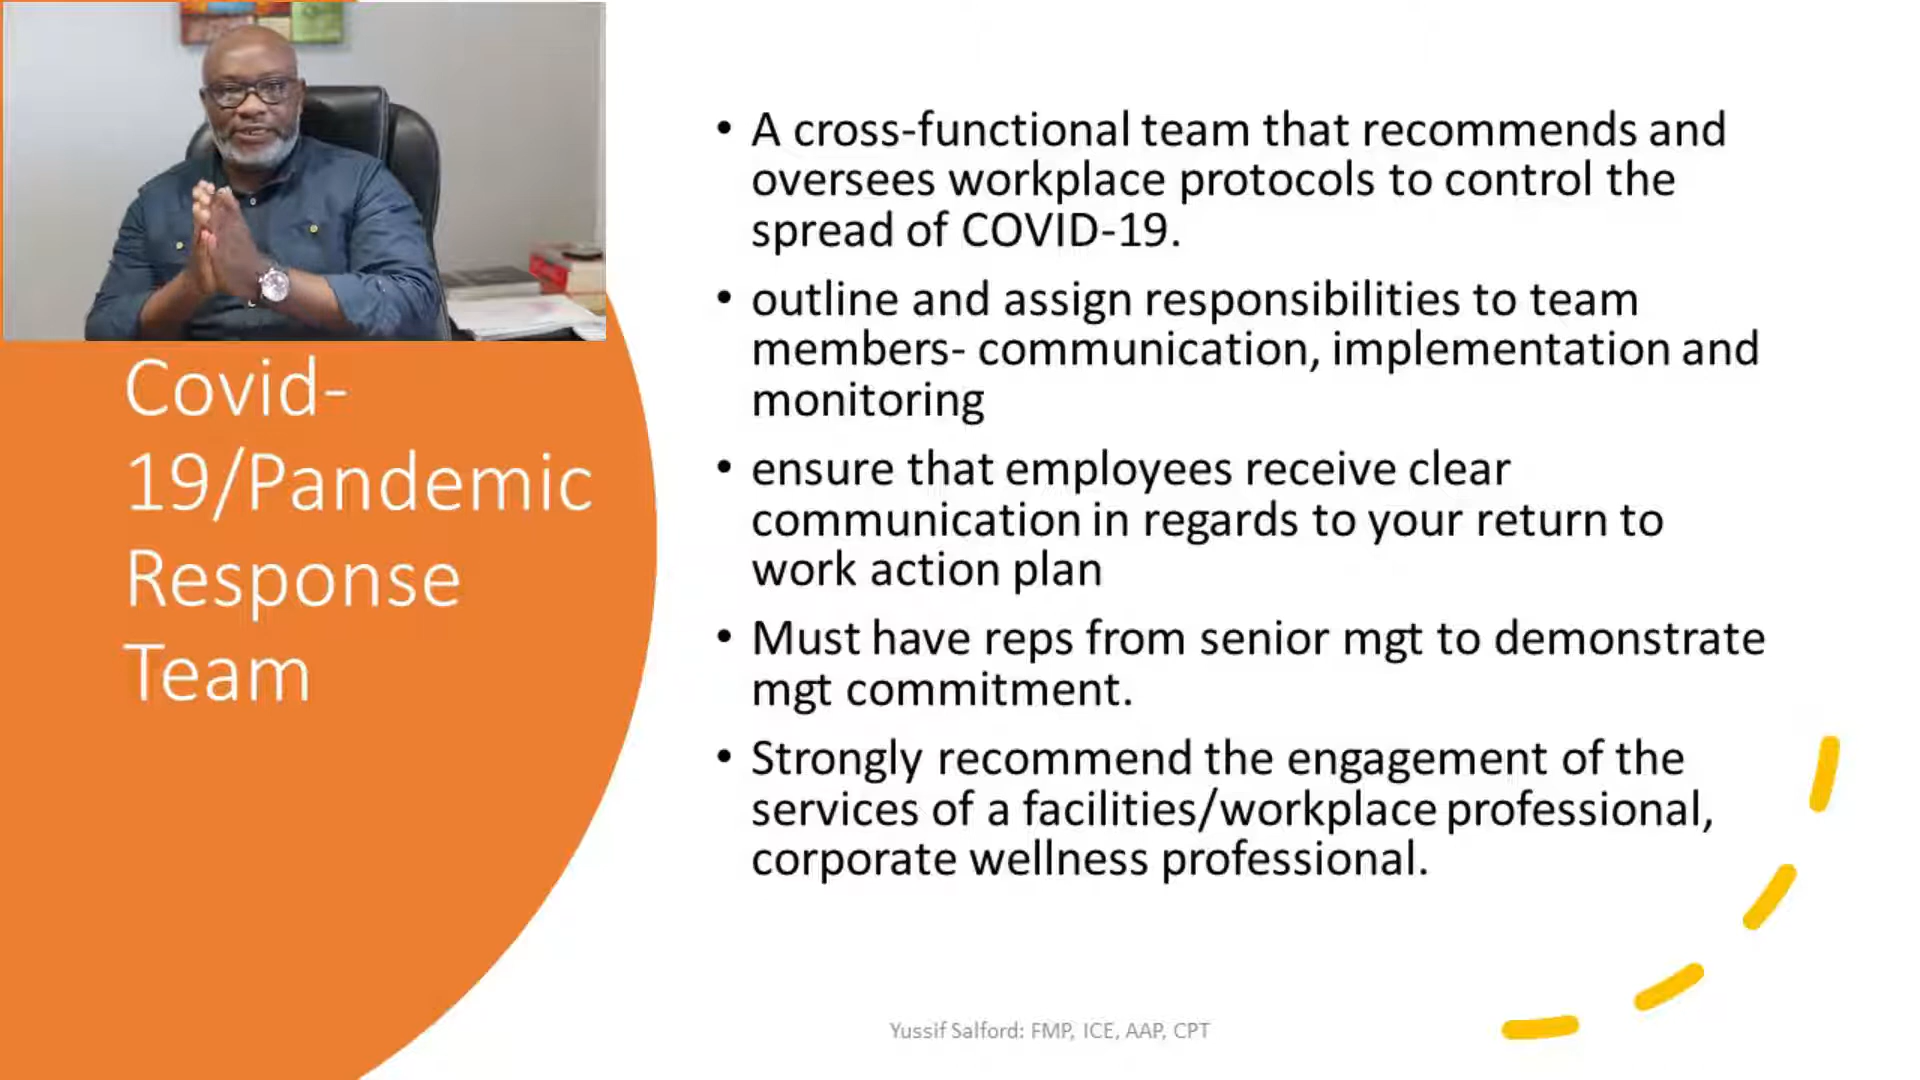 Covid-
19/Pandemic
Response
Team
• A cross-functional team that recommends and
oversees workplace protocols to control the
spread of COVID-19.
• outline and assign responsibilities to team
members- communication, implementation and
monitoring
• ensure that employees receive clear
communication in regards to your return to
work action plan
• Must have reps from senior mgt to demonstrate
mgt commitment.
• Strongly recommend the engagement of the
services of a facilities/workplace professional,
corporate wellness professional.
Yussif Salford: FMP, ICE, AAP, CPT